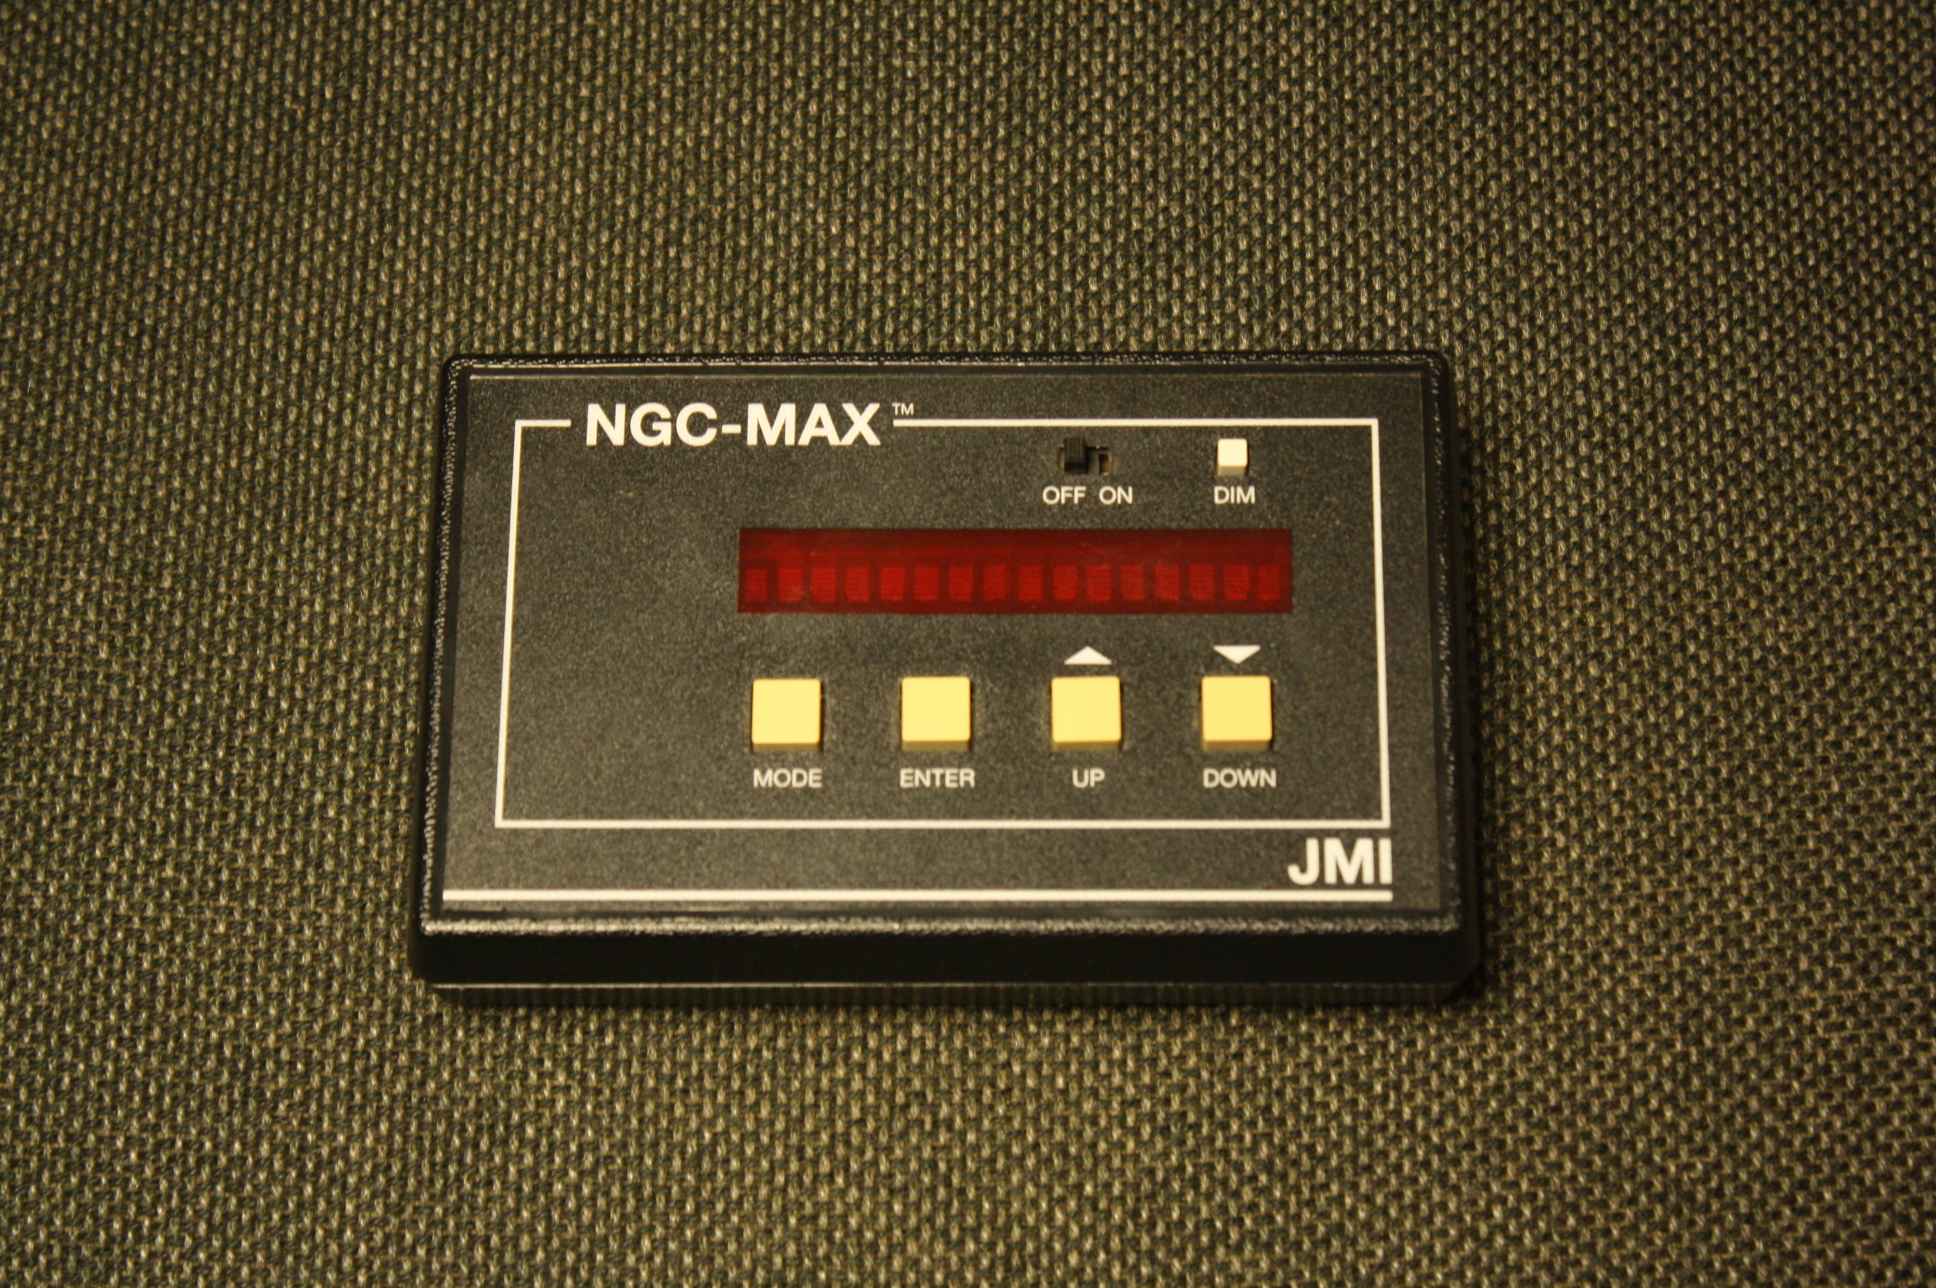 NGC-MAX™
OFF ON
DIM
MODE
ENTER
UP
DOWN
JMI